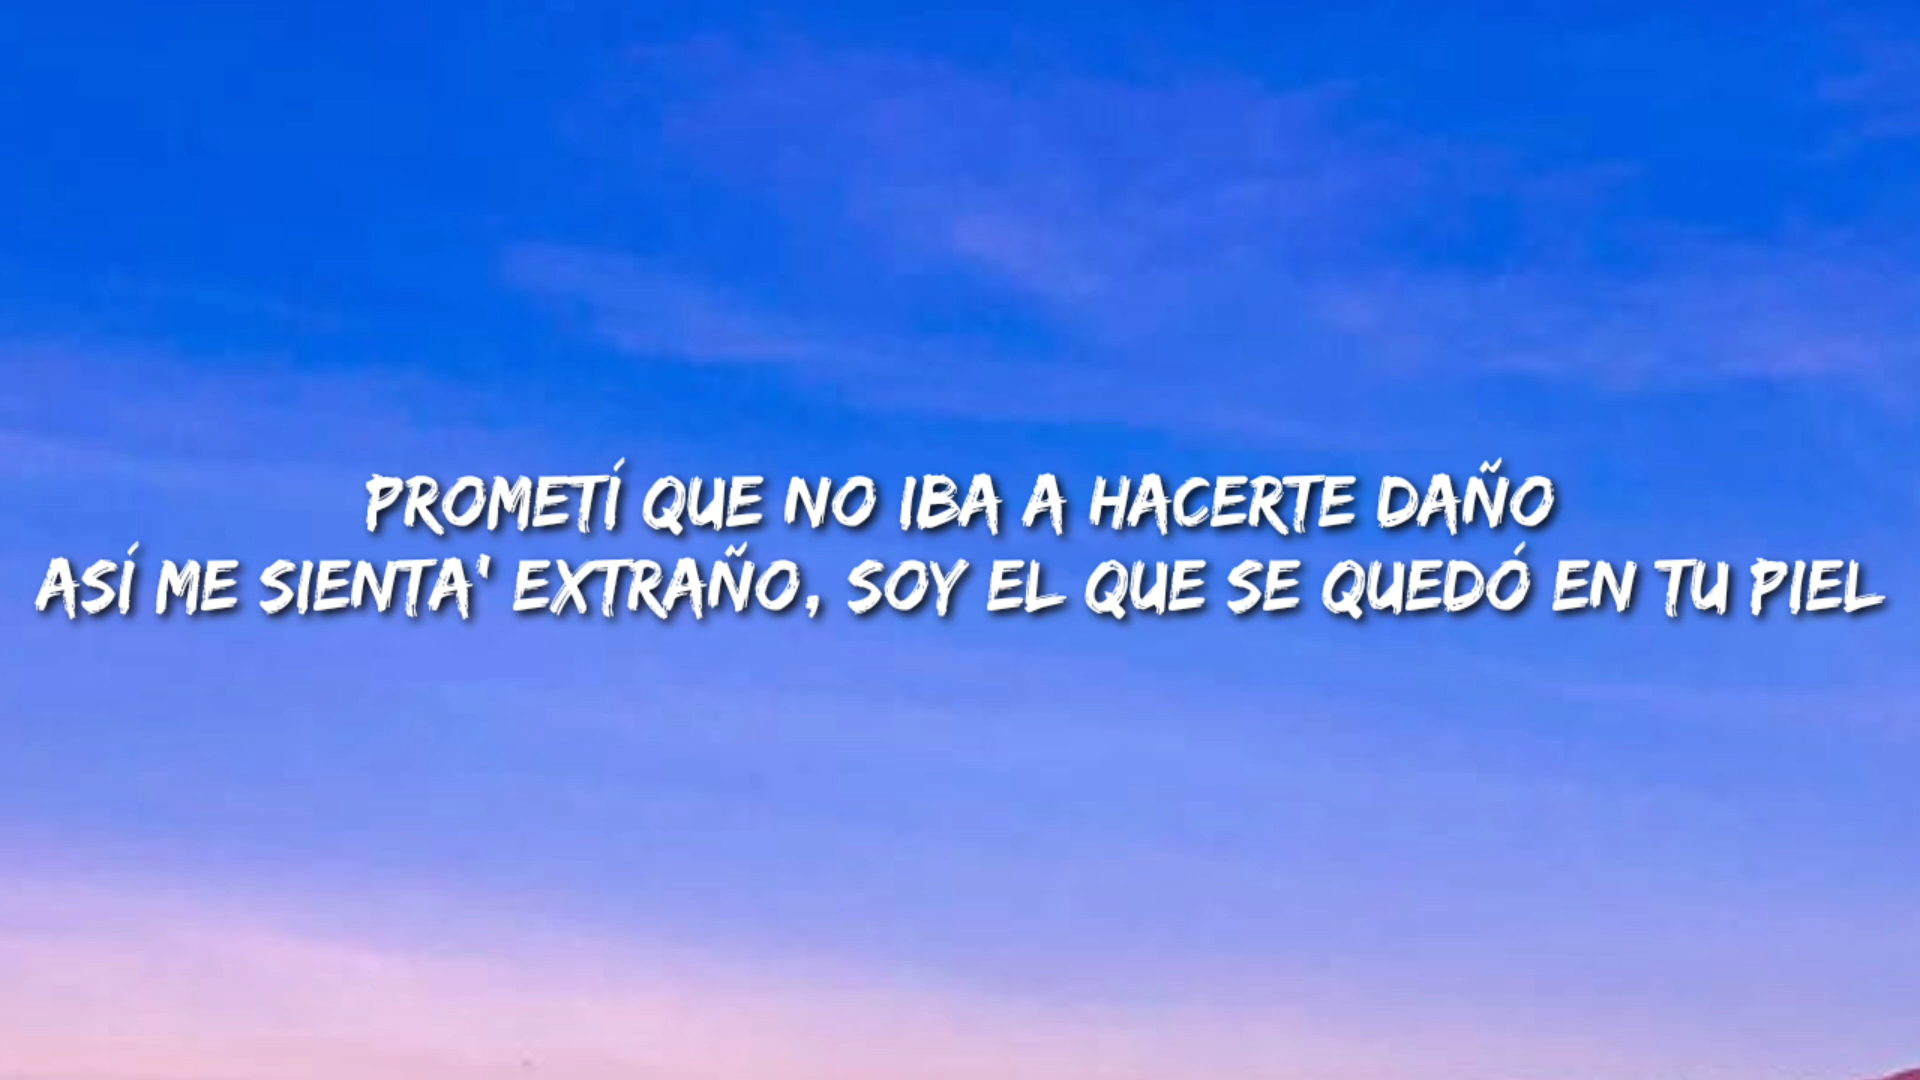 PROMETÍ QUE NO IBA A HACERTE DAÑO
ASÍ ME SIENTA' EXTRAÑO, SOY EL QUE SE QUEDÓ EN TU PIEL